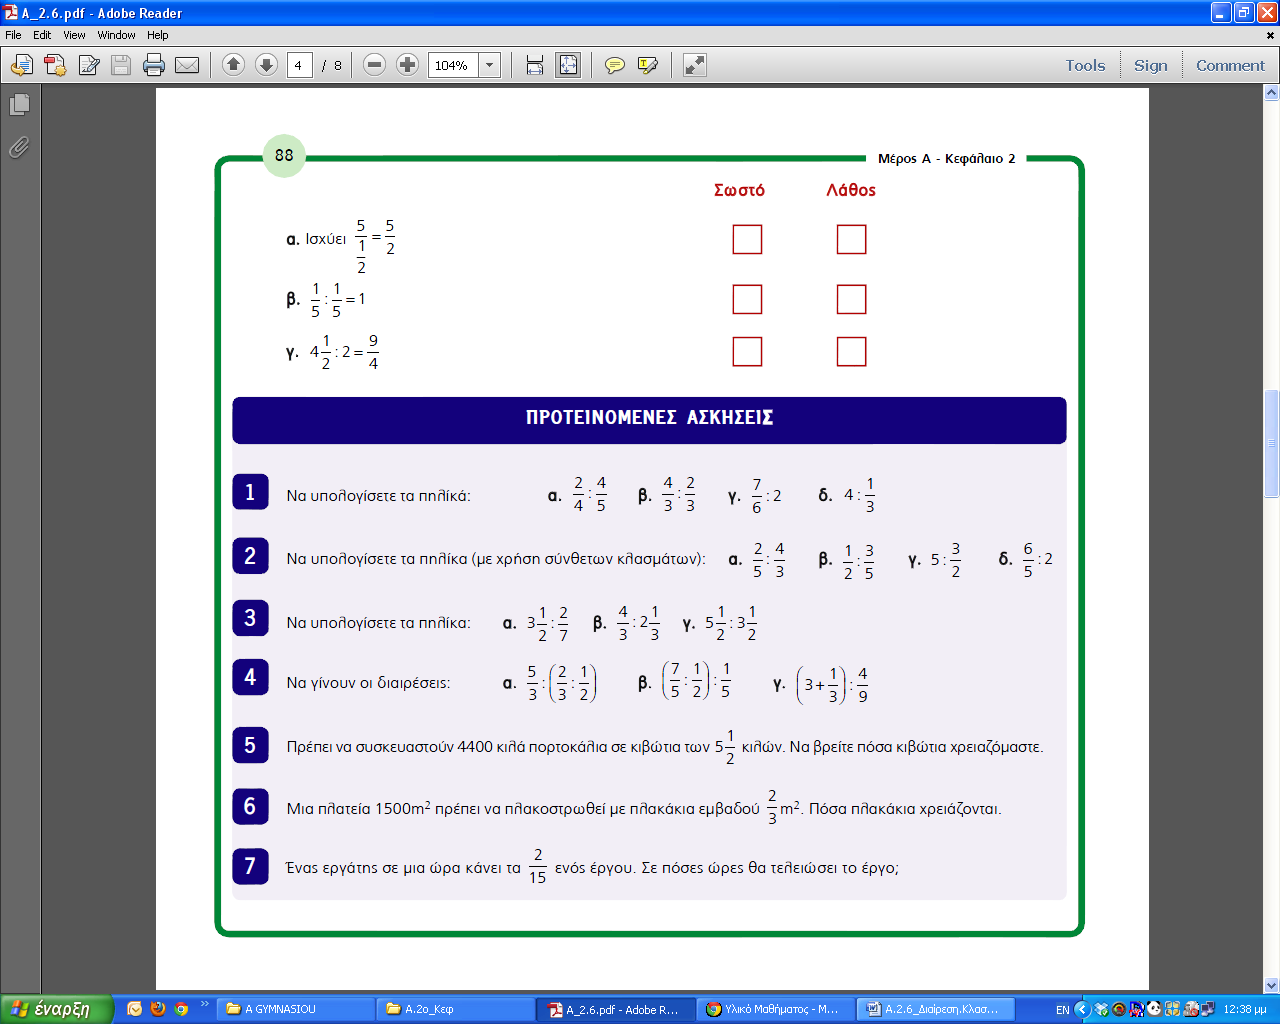 A_2.6.pdf - Adobe Reader
File Edit View Window Help
4 / 8 104% Tools Sign Comment
88
Μέρος Α - Κεφάλαιο 2
Σωστό Λάθος
α. Ισχύει 5/(1/2) = 5/2
β. 1/5 : 1/5 = 1
γ. 4 1/2 : 2 = 9/4
ΠΡΟΤΕΙΝΟΜΕΝΕΣ ΑΣΚΗΣΕΙΣ
1 Να υπολογίσετε τα πηλίκά: α. 2/4 : 4/5 β. 4/3 : 2/3 γ. 7/6 : 2 δ. 4 : 1/3
2 Να υπολογίσετε τα πηλίκα (με χρήση σύνθετων κλασμάτων): α. 2/5 : 4/3 β. 1/2 : 3/5 γ. 5 : 3/2 δ. 6/5 : 2
3 Να υπολογίσετε τα πηλίκα: α. 3 1/2 : 2/7 β. 4/3 : 2 1/3 γ. 5 1/2 : 3 1/2
4 Να γίνουν οι διαιρέσεις: α. 5/3 : (2/3 : 1/2) β. (7/5 : 1/2) : 1/5 γ. (3 + 1/3) : 4/9
5 Πρέπει να συσκευαστούν 4400 κιλά πορτοκάλια σε κιβώτια των 5 1/2 κιλών. Να βρείτε πόσα κιβώτια χρειαζόμαστε.
6 Μια πλατεία 1500m² πρέπει να πλακοστρωθεί με πλακάκια εμβαδού 2/3 m². Πόσα πλακάκια χρειάζονται.
7 Ένας εργάτης σε μια ώρα κάνει τα 2/15 ενός έργου. Σε πόσες ώρες θα τελειώσει το έργο;
έναρξη A GYMNASIOU Α.2ο_Κεφ A_2.6.pdf - Adobe R... Υλικό Μαθήματος - M... Α.2.6_Διαίρεση.Κλασ... EN 12:38 μμ